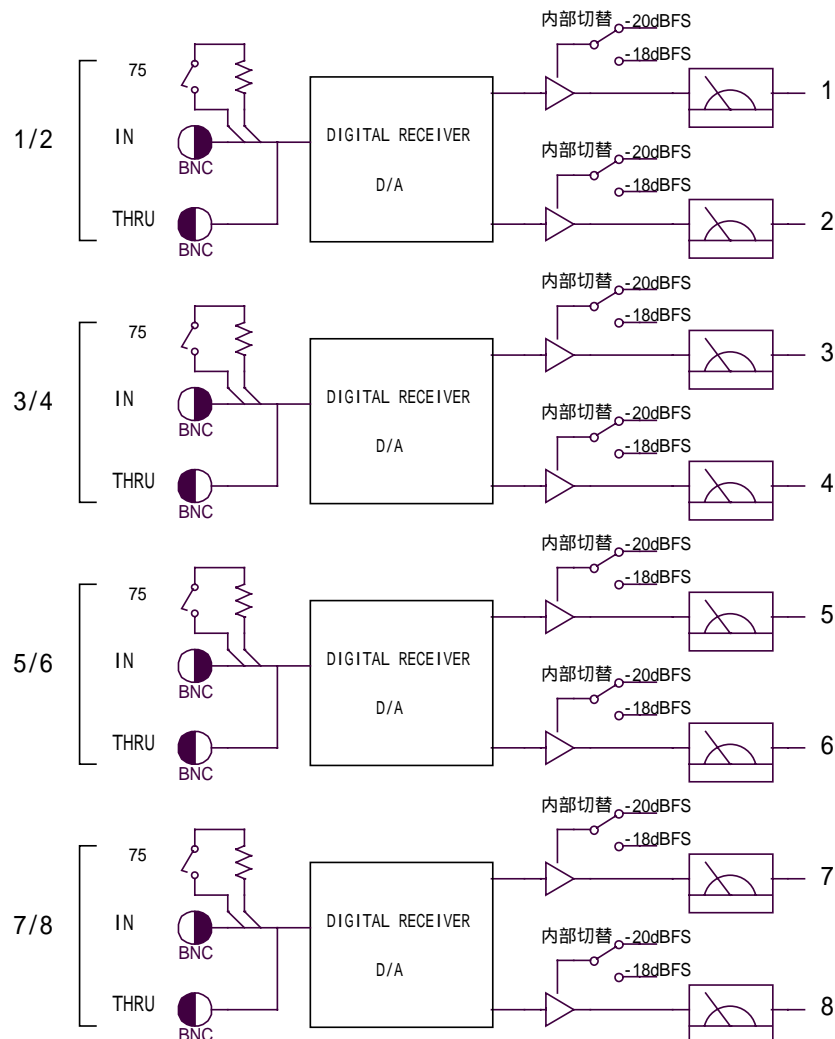 内部切替 -20dBFS
-18dBFS
75
1
1/2
IN
BNC
DIGITAL RECEIVER
D/A
内部切替 -20dBFS
-18dBFS
THRU
BNC
2
内部切替 -20dBFS
-18dBFS
75
3
3/4
IN
BNC
DIGITAL RECEIVER
D/A
内部切替 -20dBFS
-18dBFS
THRU
BNC
4
内部切替 -20dBFS
-18dBFS
75
5
5/6
IN
BNC
DIGITAL RECEIVER
D/A
内部切替 -20dBFS
-18dBFS
THRU
BNC
6
内部切替 -20dBFS
-18dBFS
75
7
7/8
IN
BNC
DIGITAL RECEIVER
D/A
内部切替 -20dBFS
-18dBFS
THRU
BNC
8